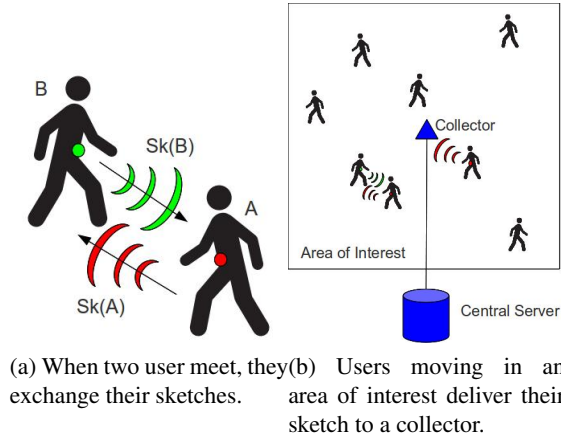 B
Sk(B)
A
Sk(A)
Collector
Area of Interest
Central Server
(a) When two user meet, they
exchange their sketches.
(b) Users moving in an
area of interest deliver their
sketch to a collector.